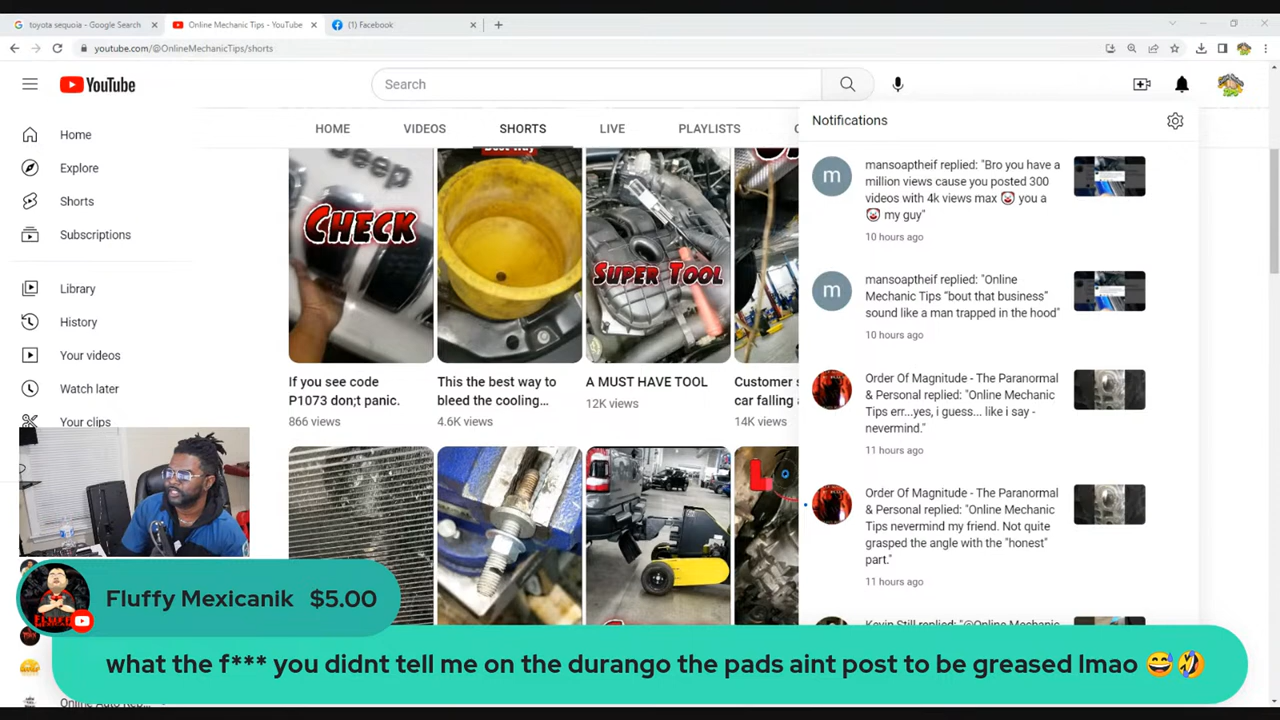 toyota sequoia - Google Search
Online Mechanic Tips - YouTube
(1) Facebook
youtube.com/@OnlineMechanicTips/shorts
YouTube
Search
HOME VIDEOS SHORTS LIVE PLAYLISTS
Notifications
Home
Explore
Shorts
Subscriptions
Library
History
Your videos
Watch later
Your clips
Jeep
CHECK
SUPER TOOL
If you see code
P1073 don;t panic.
866 views
This the best way to
bleed the cooling...
4.6K views
A MUST HAVE TOOL
12K views
Customer s
car falling
14K views
m
mansoaptheif replied: "Bro you have a
million views cause you posted 300
videos with 4k views max 🤡 you a
🤡 my guy"
10 hours ago
m
mansoaptheif replied: "Online
Mechanic Tips “bout that business”
sound like a man trapped in the hood"
10 hours ago
Order Of Magnitude - The Paranormal
& Personal replied: "Online Mechanic
Tips err...yes, i guess... like i say -
nevermind."
11 hours ago
Order Of Magnitude - The Paranormal
& Personal replied: "Online Mechanic
Tips nevermind my friend. Not quite
grasped the angle with the "honest"
part."
11 hours ago
Kevin Still replied: "@Online Mechanic
Fluffy Mexicanik $5.00
what the f*** you didnt tell me on the durango the pads aint post to be greased lmao 😅🤣
Online Auto Rep...